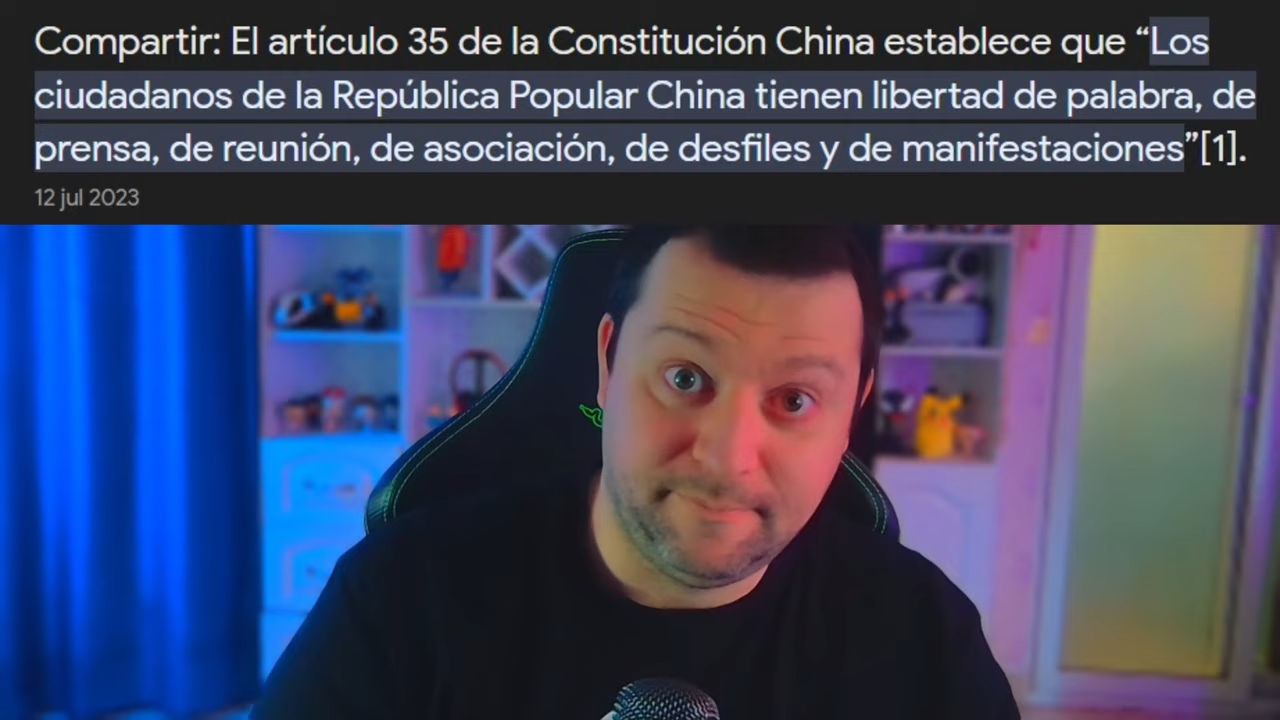 Compartir: El artículo 35 de la Constitución China establece que “Los
ciudadanos de la República Popular China tienen libertad de palabra, de
prensa, de reunión, de asociación, de desfiles y de manifestaciones”[1].
12 jul 2023